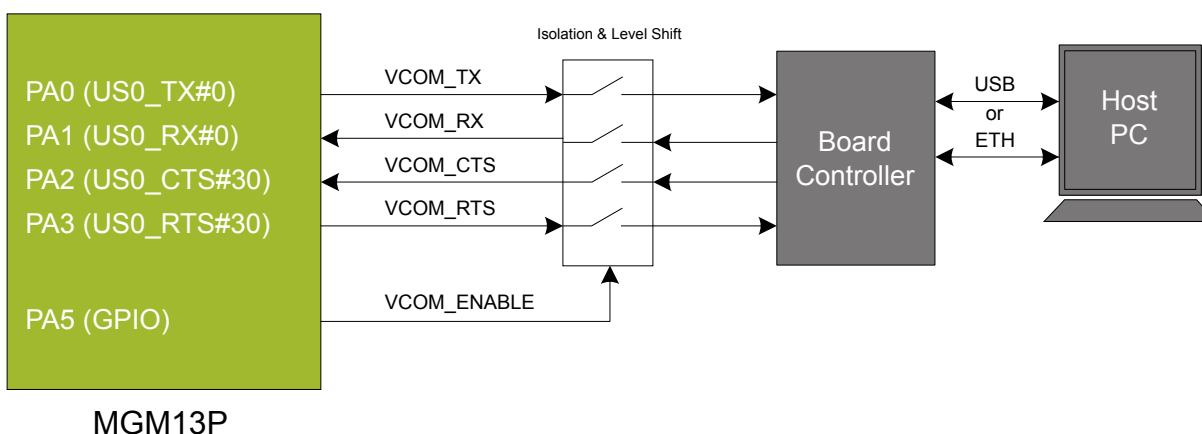 Isolation & Level Shift
PA0 (US0_TX#0)
VCOM_TX
PA1 (US0_RX#0)
VCOM_RX
PA2 (US0_CTS#30)
VCOM_CTS
PA3 (US0_RTS#30)
VCOM_RTS
PA5 (GPIO)
VCOM_ENABLE
Board
Controller
USB
or
ETH
Host
PC
MGM13P